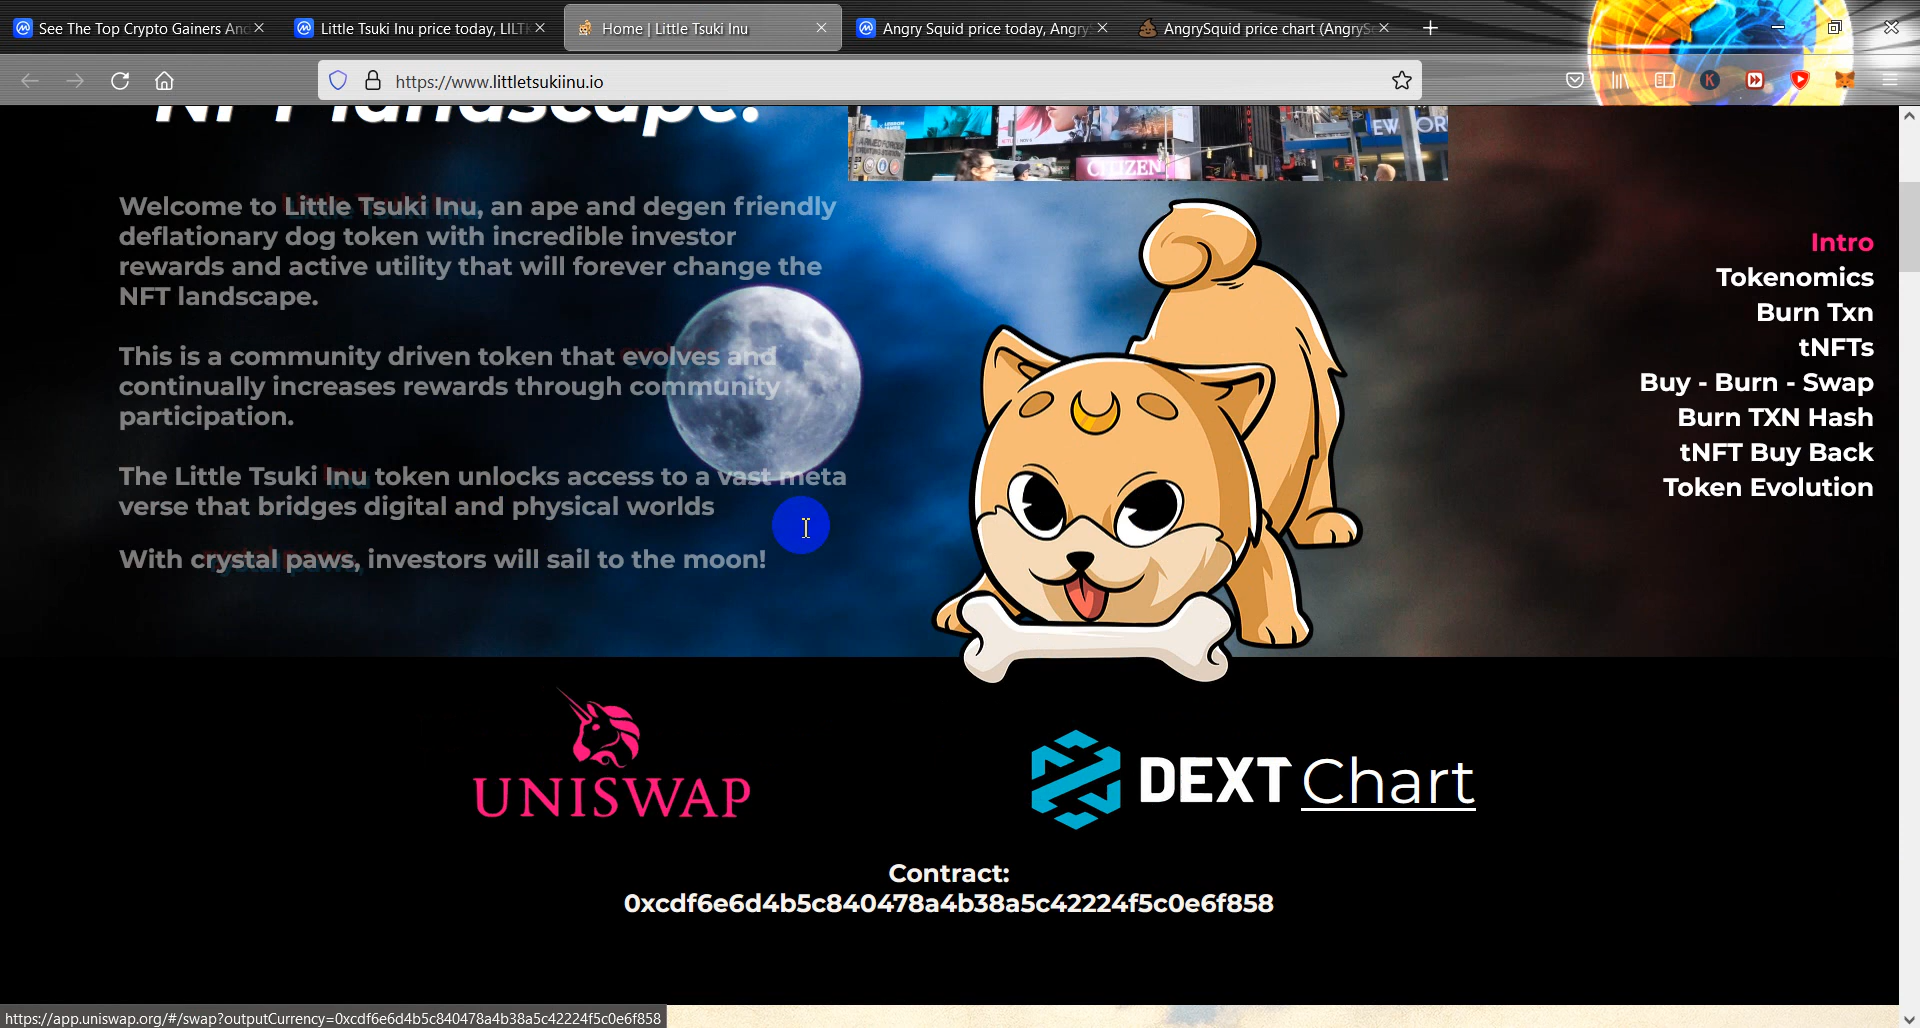 See The Top Crypto Gainers And
Little Tsuki Inu price today, LILTK
Home | Little Tsuki Inu
Angry Squid price today, Angry
AngrySquid price chart (AngryS
https://www.littletsukiinu.io
NFT landscape.
CITIZEN
Welcome to Little Tsuki Inu, an ape and degen friendly
deflationary dog token with incredible investor
rewards and active utility that will forever change the
NFT landscape.
This is a community driven token that evolves and
continually increases rewards through community
participation.
The Little Tsuki Inu token unlocks access to a vast meta
verse that bridges digital and physical worlds
With crystal paws, investors will sail to the moon!
Intro
Tokenomics
Burn Txn
tNFTs
Buy - Burn - Swap
Burn TXN Hash
tNFT Buy Back
Token Evolution
UNISWAP
DEXT Chart
Contract:
0xcdf6e6d4b5c840478a4b38a5c42224f5c0e6f858
https://app.uniswap.org/#/swap?outputCurrency=0xcdf6e6d4b5c840478a4b38a5c42224f5c0e6f858